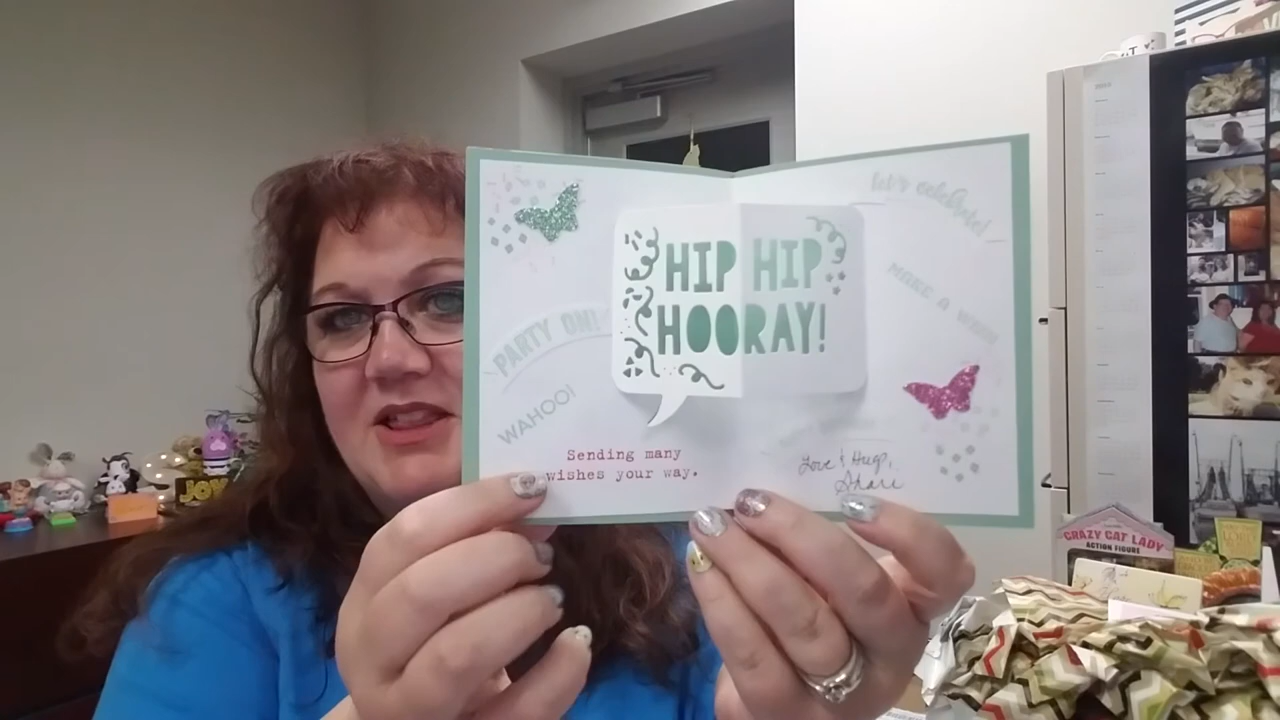 let's celebrate!
HIP HIP
HOORAY!
MAKE A WISH
PARTY ON!
WAHOO!
Sending many
wishes your way.
Love & Hugs,
Shari
JOY
CRAZY CAT LADY
ACTION FIGURE